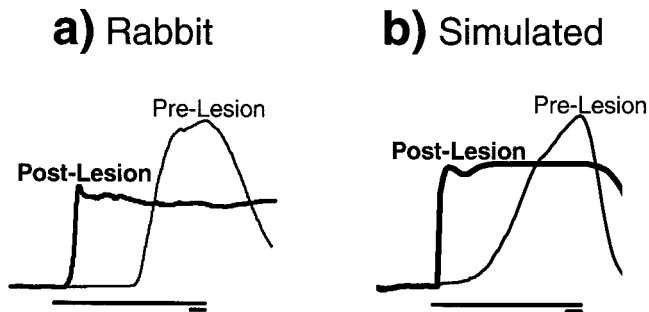 a) Rabbit
b) Simulated
Pre-Lesion
Post-Lesion
Pre-Lesion
Post-Lesion